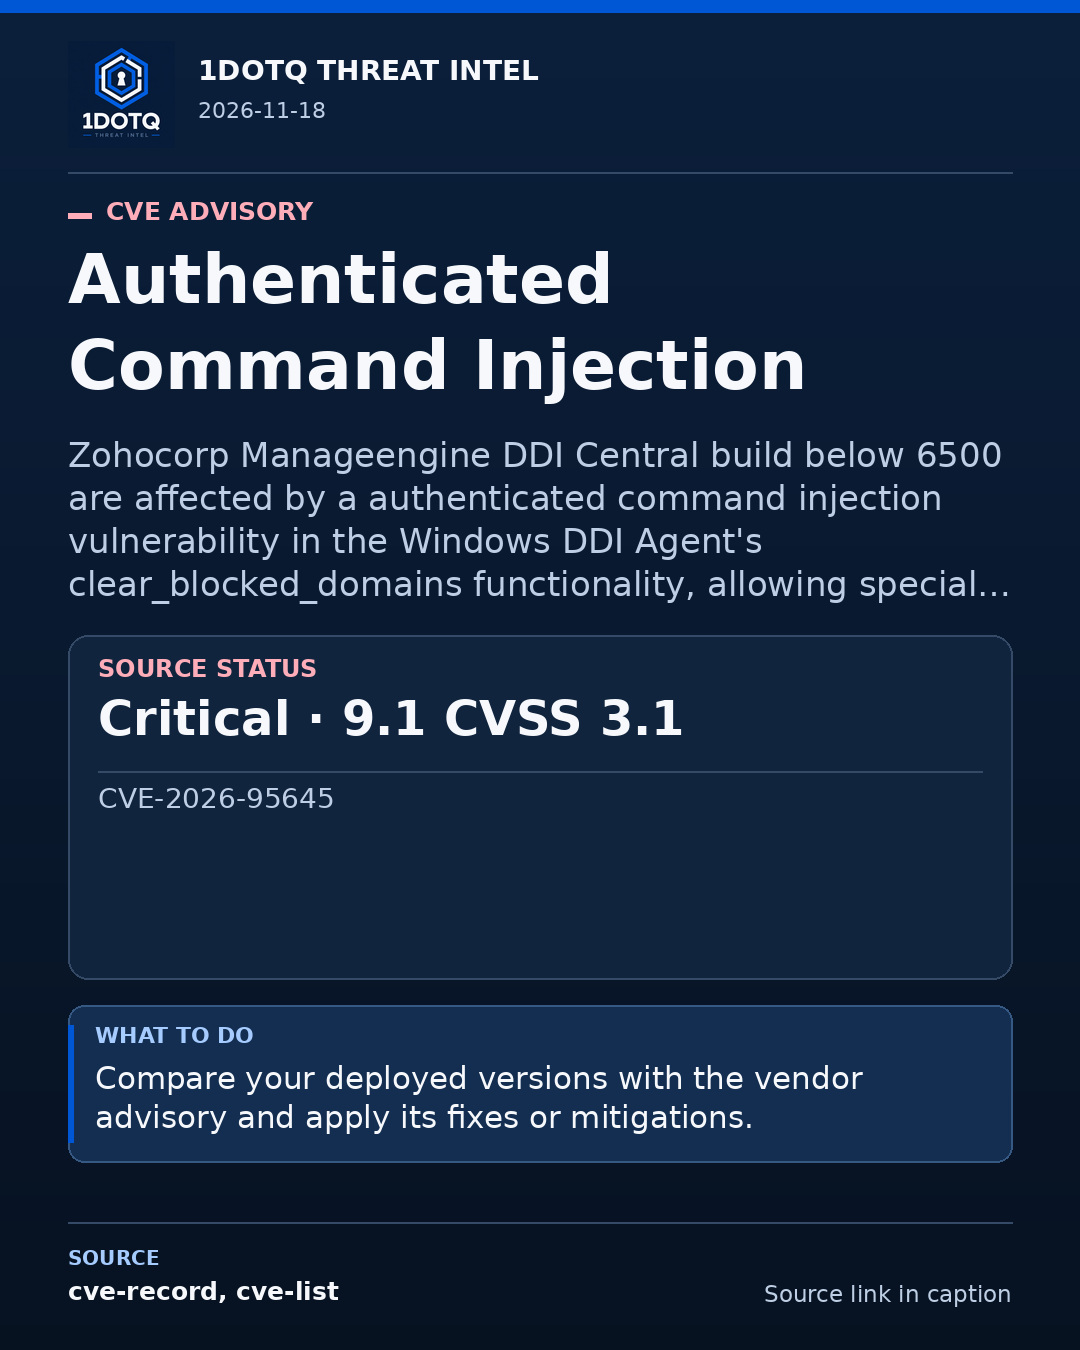 1DOTQ
THREAT INTEL
1DOTQ THREAT INTEL
2026-11-18
CVE ADVISORY
Authenticated
Command Injection
Zohocorp Manageengine DDI Central build below 6500
are affected by a authenticated command injection
vulnerability in the Windows DDI Agent's
clear_blocked_domains functionality, allowing special...
SOURCE STATUS
Critical · 9.1 CVSS 3.1
CVE-2026-95645
WHAT TO DO
Compare your deployed versions with the vendor
advisory and apply its fixes or mitigations.
SOURCE
cve-record, cve-list
Source link in caption